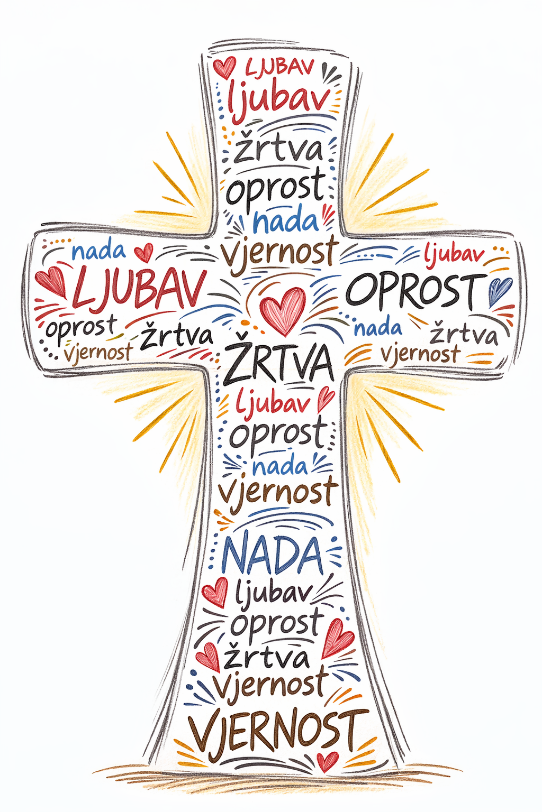 LJUBAV
ljubav
žrtva
oprost
nada
vjernost
nada
LJUBAV
oprost
žrtva
vjernost
ljubav
OPROST
nada
žrtva
vjernost
ŽRTVA
ljubav
oprost
nada
vjernost
NADA
ljubav
oprost
žrtva
vjernost
VJERNOST